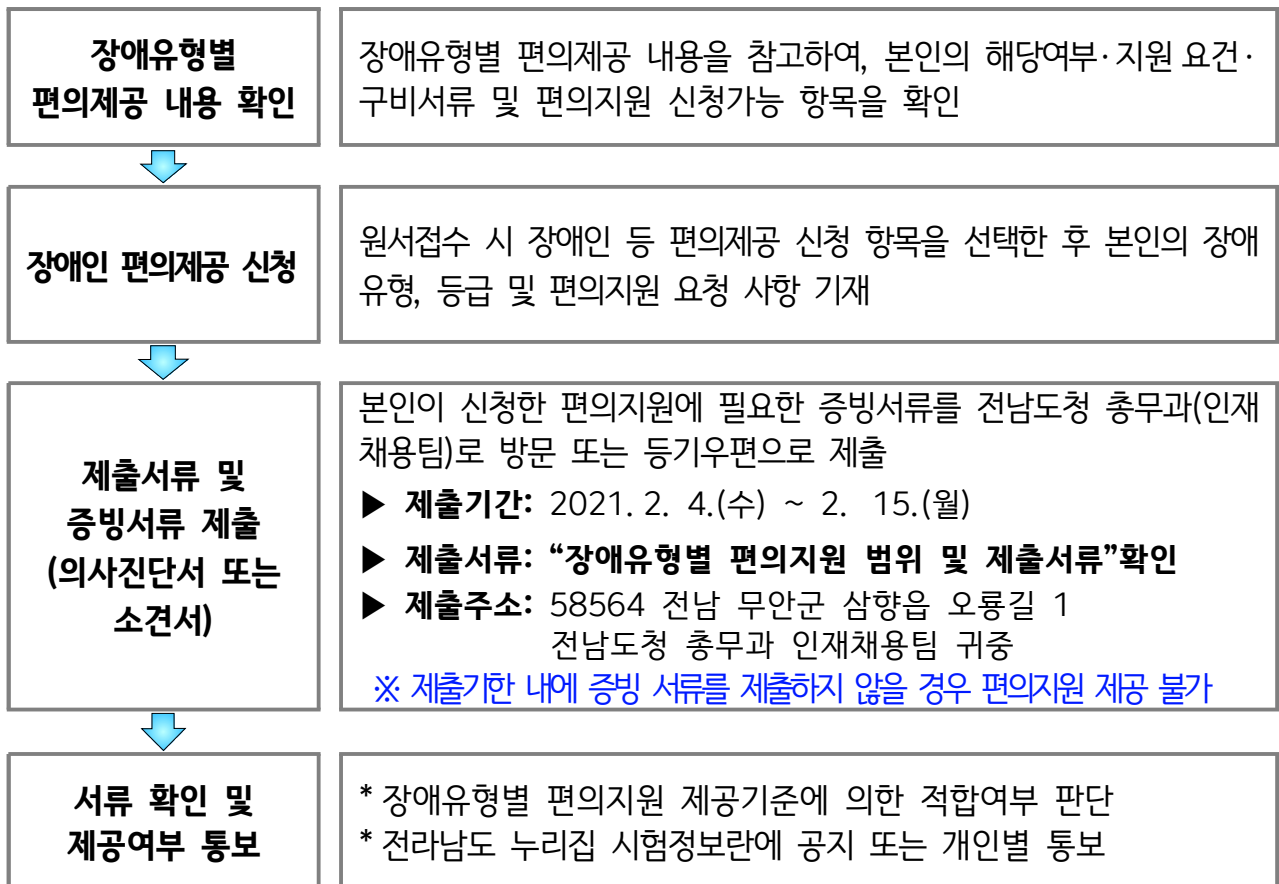 장애유형별
편의제공 내용 확인
장애유형별 편의제공 내용을 참고하여, 본인의 해당여부·지원 요건·
구비서류 및 편의지원 신청가능 항목을 확인
장애인 편의제공 신청
원서접수 시 장애인 등 편의제공 신청 항목을 선택한 후 본인의 장애
유형, 등급 및 편의지원 요청 사항 기재
제출서류 및
증빙서류 제출
(의사진단서 또는
소견서)
본인이 신청한 편의지원에 필요한 증빙서류를 전남도청 총무과(인재
채용팀)로 방문 또는 등기우편으로 제출
▶ 제출기간: 2021. 2. 4.(수) ~ 2. 15.(월)
▶ 제출서류: “장애유형별 편의지원 범위 및 제출서류”확인
▶ 제출주소: 58564 전남 무안군 삼향읍 오룡길 1
전남도청 총무과 인재채용팀 귀중
※ 제출기한 내에 증빙 서류를 제출하지 않을 경우 편의지원 제공 불가
서류 확인 및
제공여부 통보
* 장애유형별 편의지원 제공기준에 의한 적합여부 판단
* 전라남도 누리집 시험정보란에 공지 또는 개인별 통보